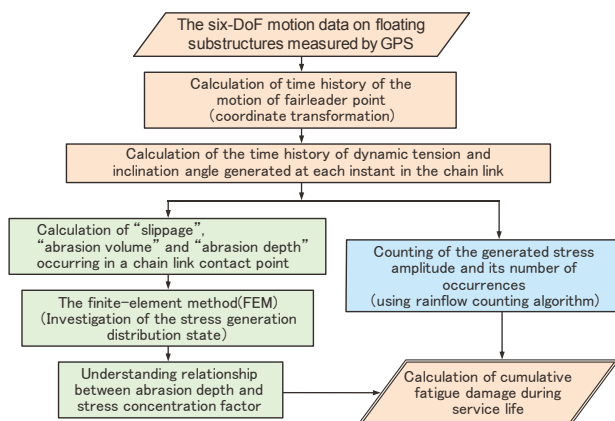 The six-DoF motion data on floating
substructures measured by GPS
Calculation of time history of the
motion of fairleader point
(coordinate transformation)
Calculation of the time history of dynamic tension and
inclination angle generated at each instant in the chain link
Calculation of “slippage”,
“abrasion volume” and “abrasion depth”
occurring in a chain link contact point
The finite-element method(FEM)
(Investigation of the stress generation
distribution state)
Understanding relationship
between abrasion depth and
stress concentration factor
Counting of the generated stress
amplitude and its number of
occurrences
(using rainflow counting algorithm)
Calculation of cumulative
fatigue damage during
service life